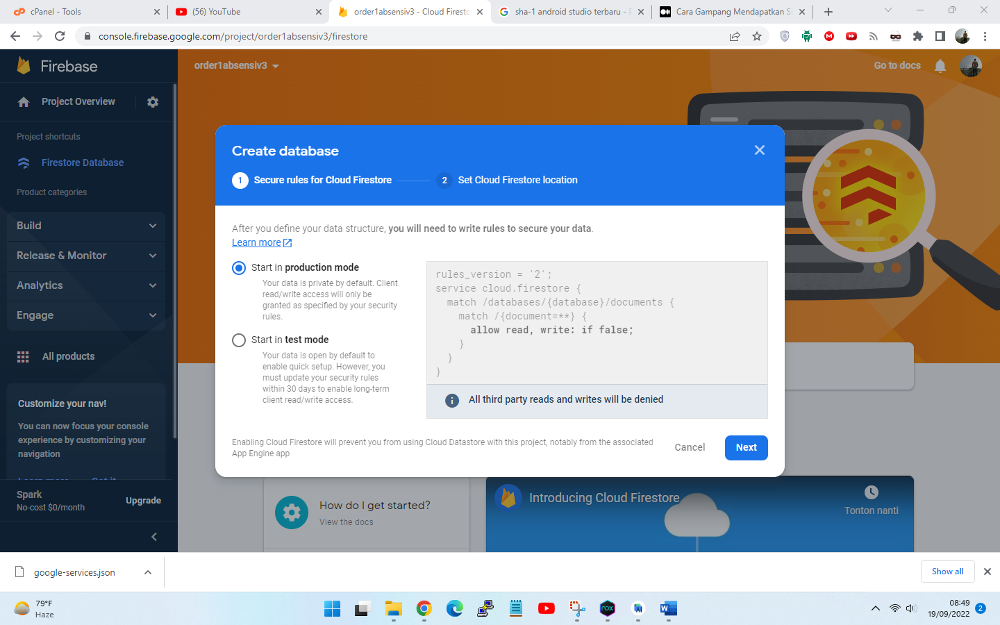 cPanel - Tools
(56) YouTube
order1absensiv3 - Cloud Firesto
sha-1 android studio terbaru -
Cara Gampang Mendapatkan
console.firebase.google.com/project/order1absensiv3/firestore
Firebase
order1absensiv3
Go to docs
Project Overview
Project shortcuts
Firestore Database
Product categories
Build
Release & Monitor
Analytics
Engage
All products
Customize your nav!
You can now focus your console
experience by customizing your
navigation
Learn more
Got it
Spark
No-cost $0/month
Upgrade
Create database
1
Secure rules for Cloud Firestore
2
Set Cloud Firestore location
After you define your data structure, you will need to write rules to secure your data.
Learn more
Start in production mode
Your data is private by default. Client
read/write access will only be
granted as specified by your security
rules.
Start in test mode
Your data is open by default to
enable quick setup. However, you
must update your security rules
within 30 days to enable long-term
client read/write access.
rules_version = '2';
service cloud.firestore {
match /databases/{database}/documents {
match /{document=**} {
allow read, write: if false;
}
}
}
i
All third party reads and writes will be denied
Enabling Cloud Firestore will prevent you from using Cloud Datastore with this project, notably from the associated
App Engine app
Cancel
Next
How do I get started?
View the docs
Introducing Cloud Firestore
Tonton nanti
google-services.json
Show all
79°F
Haze
nox
W
08:49
19/09/2022
2